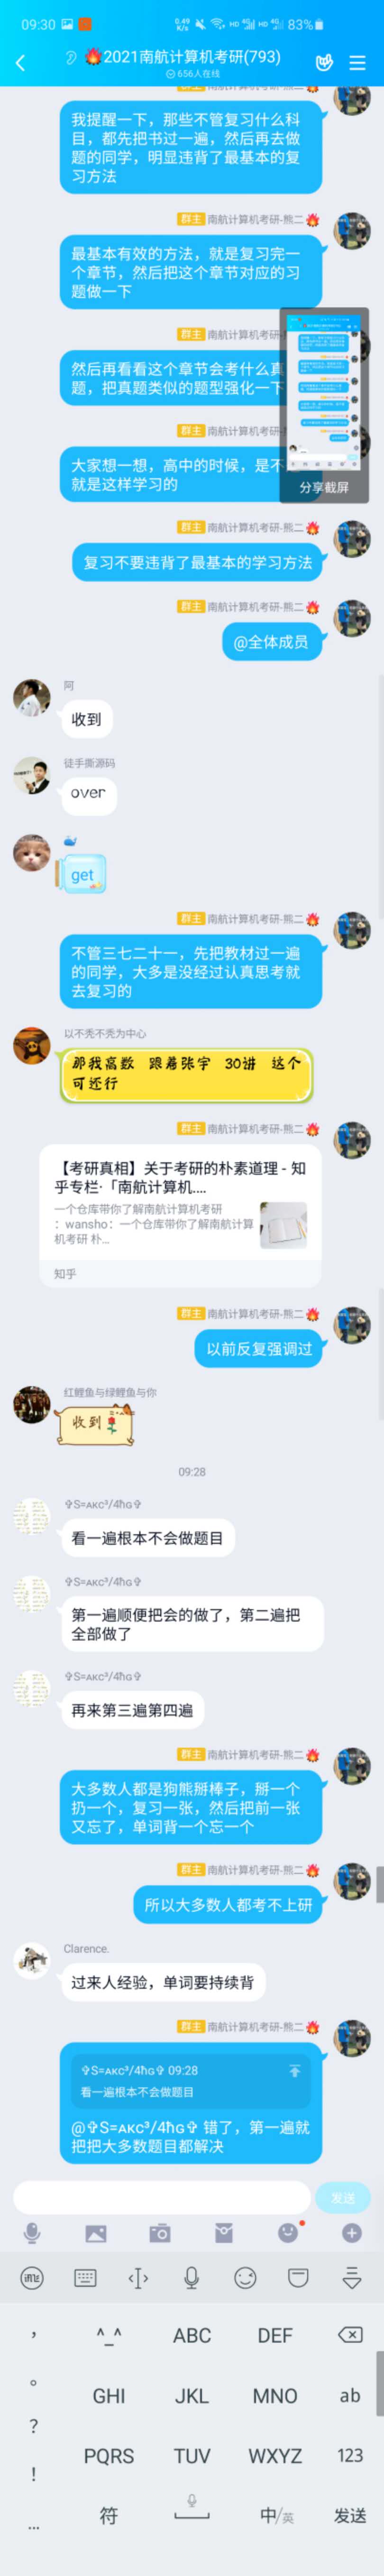 09:30
0.49
K/s
HD 4G HD 4G 83%
2021南航计算机考研(793)
656人在线
我提醒一下，那些不管复习什么科
目，都先把书过一遍，然后再去做
题的同学，明显违背了最基本的复
习方法
群主 南航计算机考研-熊二
最基本有效的方法，就是复习完一
个章节，然后把这个章节对应的习
题做一下
群主 南航计算机考研-熊二
然后再看看这个章节会考什么真
题，把真题类似的题型强化一下
群主 南航计算机考研-熊二
大家想一想，高中的时候，是不
就是这样学习的
分享截屏
群主 南航计算机考研-熊二
复习不要违背了最基本的学习方法
群主 南航计算机考研-熊二
@全体成员
阿
收到
徒手撕源码
over
get
群主 南航计算机考研-熊二
不管三七二十一，先把教材过一遍
的同学，大多是没经过认真思考就
去复习的
以不秃不秃为中心
那我高数 跟着张宇 30讲 这个
可还行
群主 南航计算机考研-熊二
【考研真相】关于考研的朴素道理 - 知
乎专栏·「南航计算机....
一个仓库带你了解南航计算机考研
：wansho：一个仓库带你了解南航计算
机考研 朴...
知乎
群主 南航计算机考研-熊二
以前反复强调过
红鲤鱼与绿鲤鱼与你
收到
09:28
✞S=ᴀᴋᴄ³/4ħɢ✞
看一遍根本不会做题目
✞S=ᴀᴋᴄ³/4ħɢ✞
第一遍顺便把会的做了，第二遍把
全部做了
✞S=ᴀᴋᴄ³/4ħɢ✞
再来第三遍第四遍
群主 南航计算机考研-熊二
大多数人都是狗熊掰棒子，掰一个
扔一个，复习一张，然后把前一张
又忘了，单词背一个忘一个
群主 南航计算机考研-熊二
所以大多数人都考不上研
Clarence.
过来人经验，单词要持续背
群主 南航计算机考研-熊二
✞S=ᴀᴋᴄ³/4ħɢ✞ 09:28
看一遍根本不会做题目
@✞S=ᴀᴋᴄ³/4ħɢ✞ 错了，第一遍就
把把大多数题目都解决
发送
， ^_^ ABC DEF
。 GHI JKL MNO ab
？
PQRS TUV WXYZ 123
！
... 符 中/英 发送